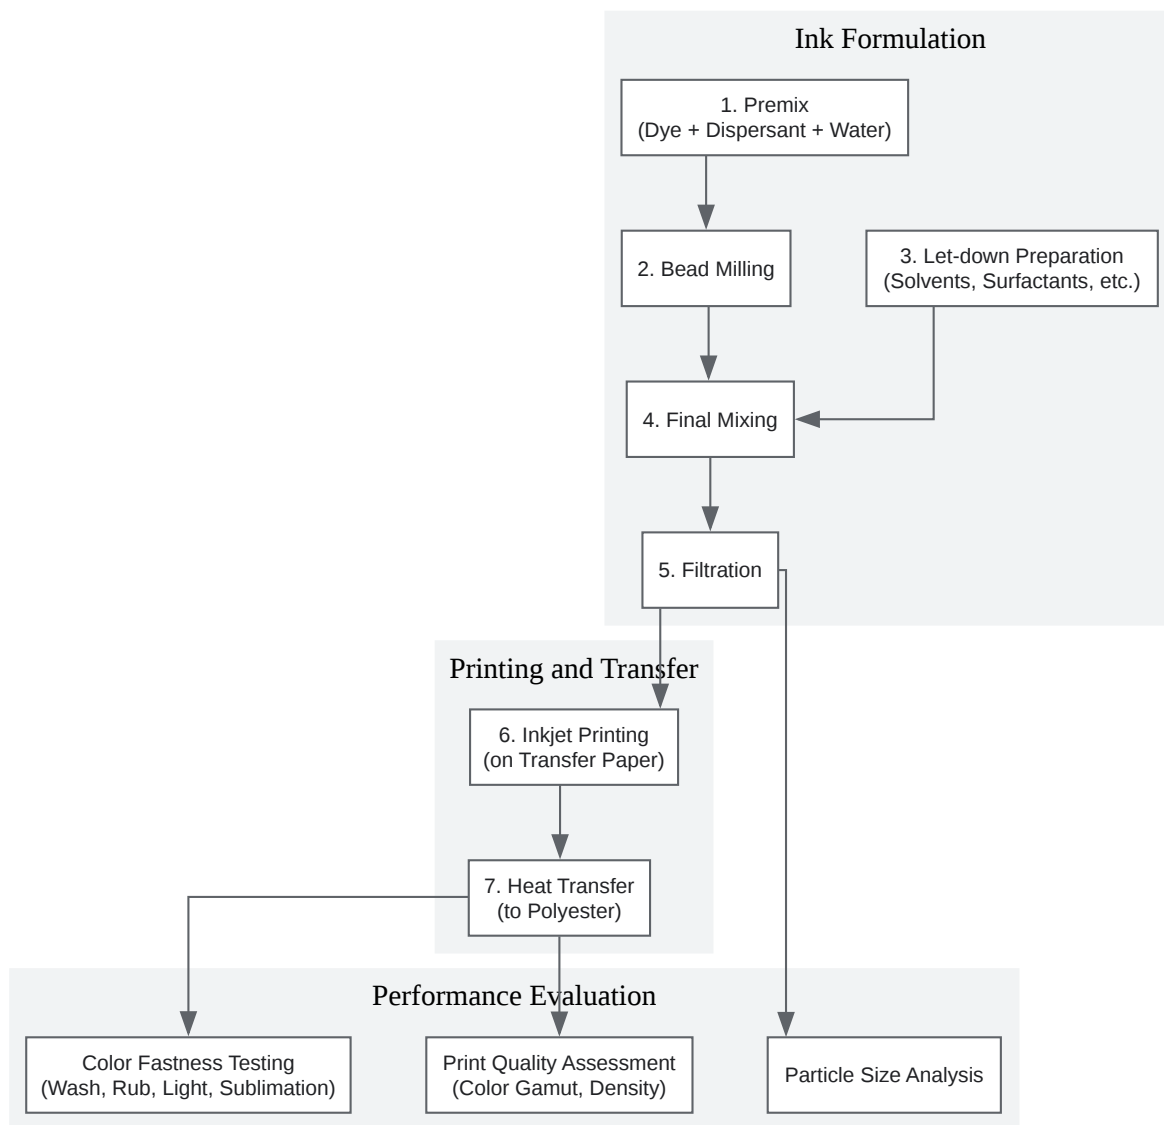 Ink Formulation
1. Premix
(Dye + Dispersant + Water)
2. Bead Milling
3. Let-down Preparation
(Solvents, Surfactants, etc.)
4. Final Mixing
5. Filtration
Printing and Transfer
6. Inkjet Printing
(on Transfer Paper)
7. Heat Transfer
(to Polyester)
Performance Evaluation
Color Fastness Testing
(Wash, Rub, Light, Sublimation)
Print Quality Assessment
(Color Gamut, Density)
Particle Size Analysis